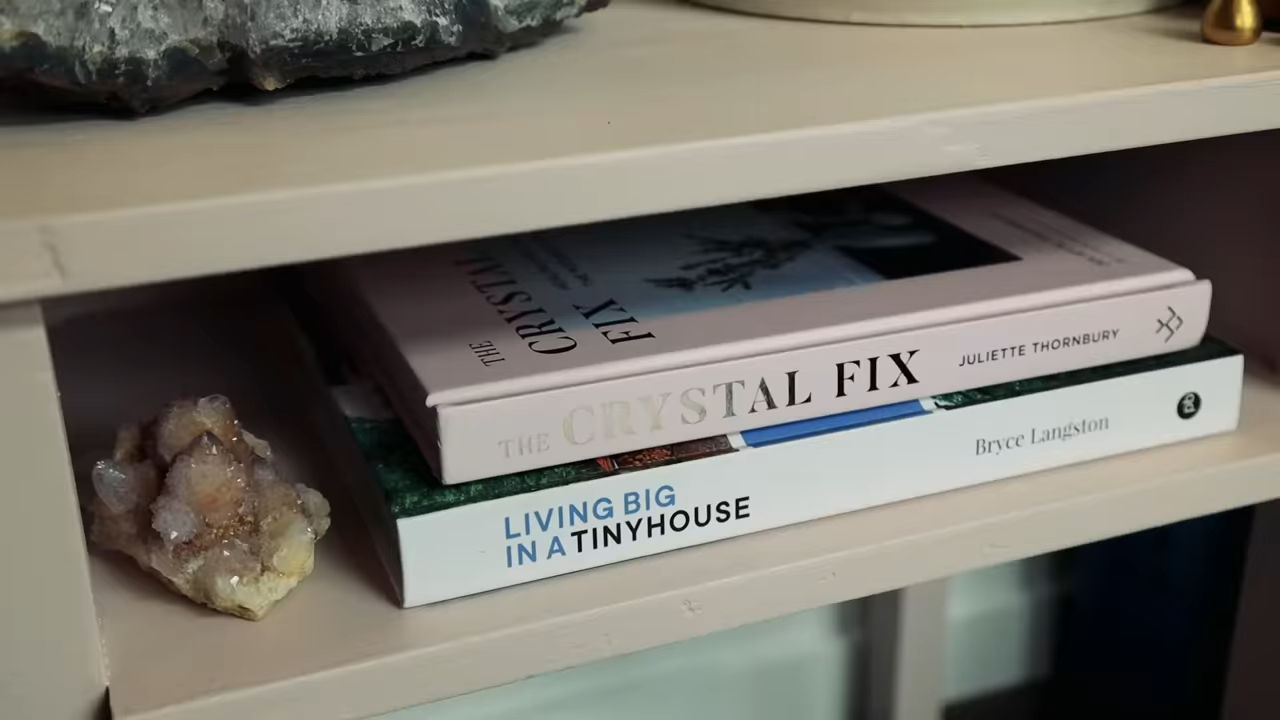 THE
CRYSTAL
FIX
THE CRYSTAL FIX JULIETTE THORNBURY
LIVING BIG
IN A TINYHOUSE
Bryce Langston